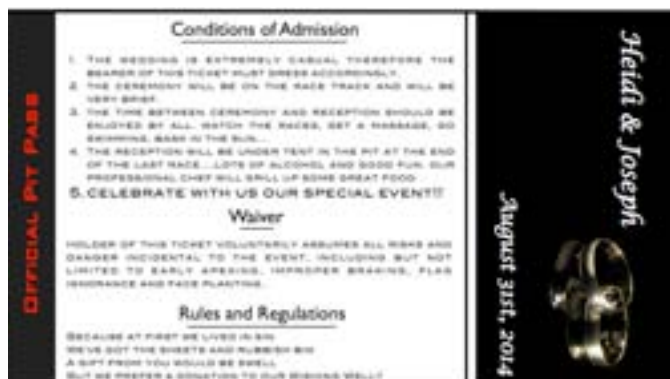 OFFICIAL PIT PASS
Conditions of Admission
1. THE WEDDING IS EXTREMELY CASUAL THEREFORE THE
BEARER OF THIS TICKET MUST DRESS ACCORDINGLY.
2. THE CEREMONY WILL BE ON THE RACE TRACK AND WILL BE
VERY BRIEF.
3. THE TIME BETWEEN CEREMONY AND RECEPTION SHOULD BE
ENJOYED BY ALL. WATCH THE RACES, GET A MASSAGE, GO
SWIMMING, BASK IN THE SUN...
4. THE RECEPTION WILL BE UNDER TENT IN THE PIT AT THE END
OF THE LAST RACE...LOTS OF ALCOHOL AND GOOD FUN. OUR
PROFESSIONAL CHEF WILL GRILL UP SOME GREAT FOOD
5. CELEBRATE WITH US OUR SPECIAL EVENT!!
Waiver
HOLDER OF THIS TICKET VOLUNTARILY ASSUMES ALL RISKS AND
DANGER INCIDENTAL TO THE EVENT, INCLUDING BUT NOT
LIMITED TO EARLY APEXING, IMPROPER BRAKING, FLAG
IGNORANCE AND FACE PLANTING.
Rules and Regulations
BECAUSE AT FIRST WE LIVED IN SIN
WE'VE GOT THE SHEETS AND RUBBISH BIN
A GIFT FROM YOU WOULD BE SWELL
BUT WE PREFER A DONATION TO OUR WISHING WELL!!
Heidi & Joseph
August 31st, 2014